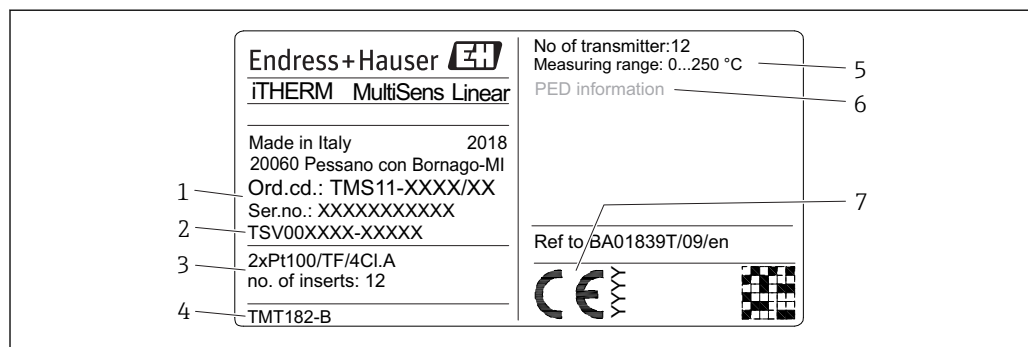 Endress+Hauser EH
iTHERM MultiSens Linear
Made in Italy 2018
20060 Pessano con Bornago-MI
Ord.cd.: TMS11-XXXX/XX
Ser.no.: XXXXXXXXXXX
TSV00XXXX-XXXXX
2xPt100/TF/4Cl.A
no. of inserts: 12
TMT182-B
No of transmitter:12
Measuring range: 0...250 °C
PED information
Ref to BA01839T/09/en
CE YYYY
1
2
3
4
5
6
7